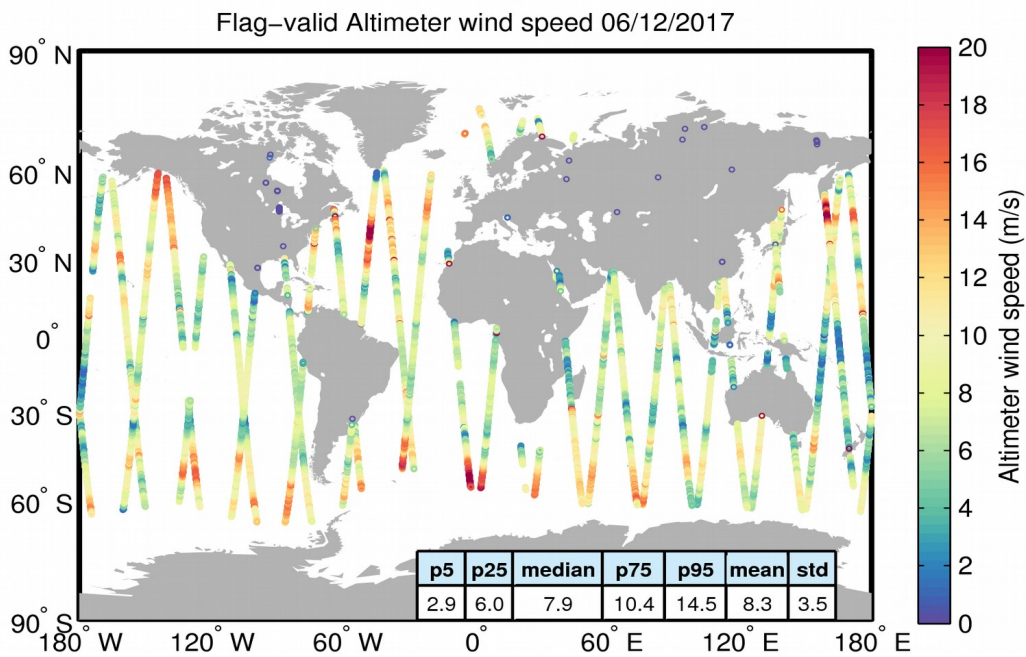 Flag−valid Altimeter wind speed 06/12/2017
90° N
60° N
30° N
0°
30° S
60° S
90° S
180° W
120° W
60° W
0°
60° E
120° E
180° E
p5 p25 median p75 p95 mean std
2.9 6.0 7.9 10.4 14.5 8.3 3.5
20
18
16
14
12
10
8
6
4
2
0
Altimeter wind speed (m/s)